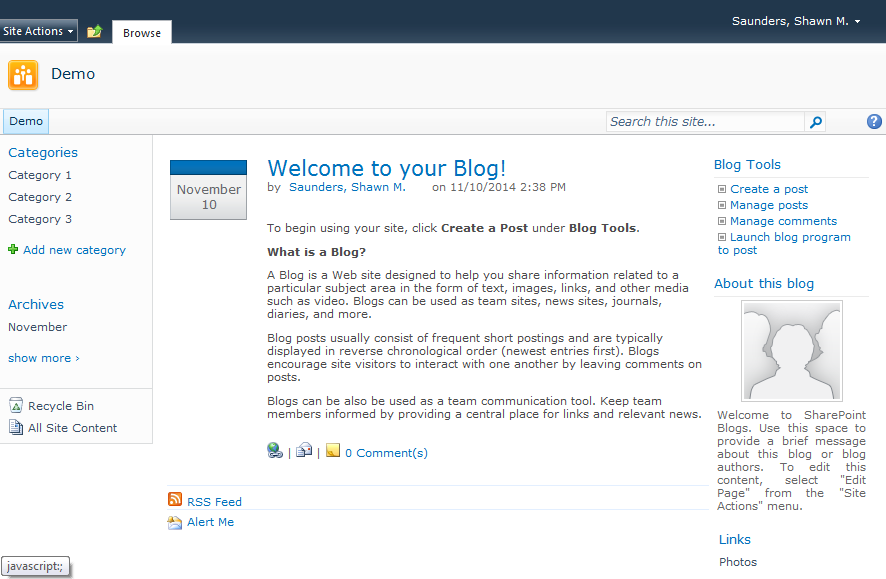 Site Actions
Browse
Saunders, Shawn M.
Demo
Demo
Search this site...
Categories
Category 1
Category 2
Category 3
Add new category
Archives
November
show more ›
Recycle Bin
All Site Content
November
10
Welcome to your Blog!
by Saunders, Shawn M. on 11/10/2014 2:38 PM
To begin using your site, click Create a Post under Blog Tools.
What is a Blog?
A Blog is a Web site designed to help you share information related to a
particular subject area in the form of text, images, links, and other media
such as video. Blogs can be used as team sites, news sites, journals,
diaries, and more.
Blog posts usually consist of frequent short postings and are typically
displayed in reverse chronological order (newest entries first). Blogs
encourage site visitors to interact with one another by leaving comments on
posts.
Blogs can be also be used as a team communication tool. Keep team
members informed by providing a central place for links and relevant news.
| | 0 Comment(s)
RSS Feed
Alert Me
Blog Tools
Create a post
Manage posts
Manage comments
Launch blog program
to post
About this blog
Welcome to SharePoint
Blogs. Use this space to
provide a brief message
about this blog or blog
authors. To edit this
content, select "Edit
Page" from the "Site
Actions" menu.
Links
Photos
javascript:;